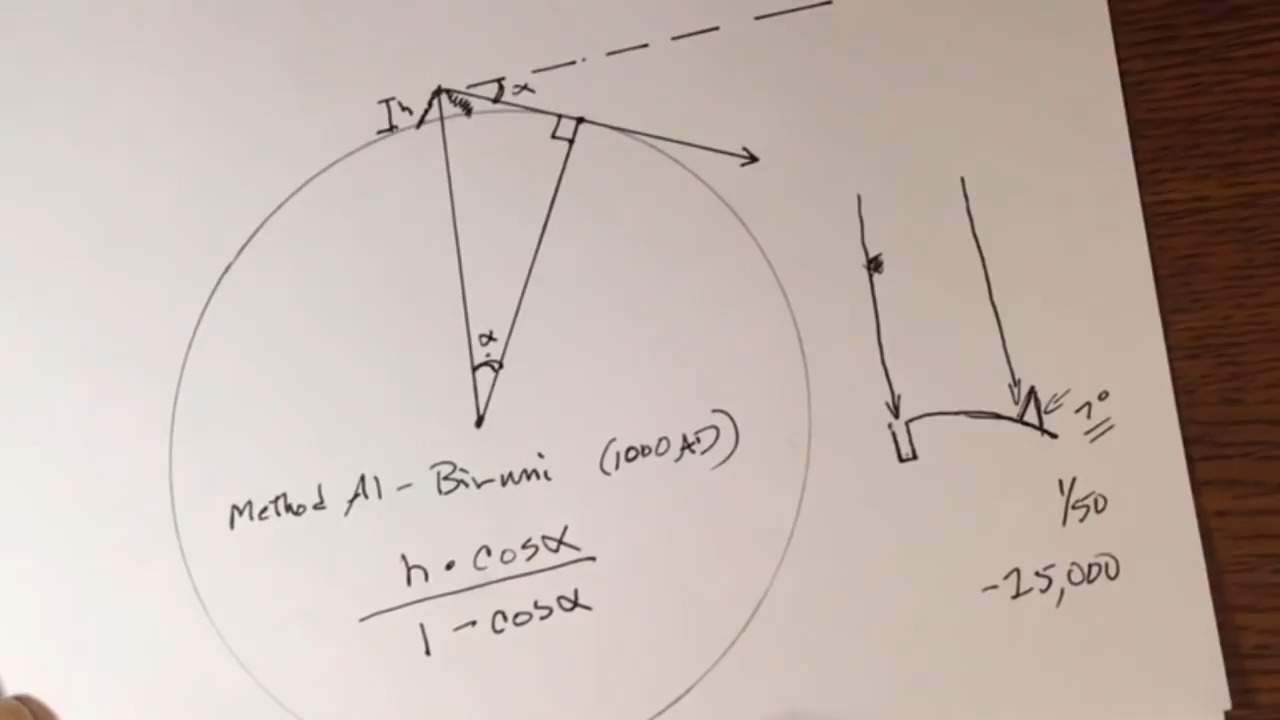 h
α
α
Method Al-Biruni (1000 AD)
h · cosα
1 - cosα
7°
1/50
-25,000